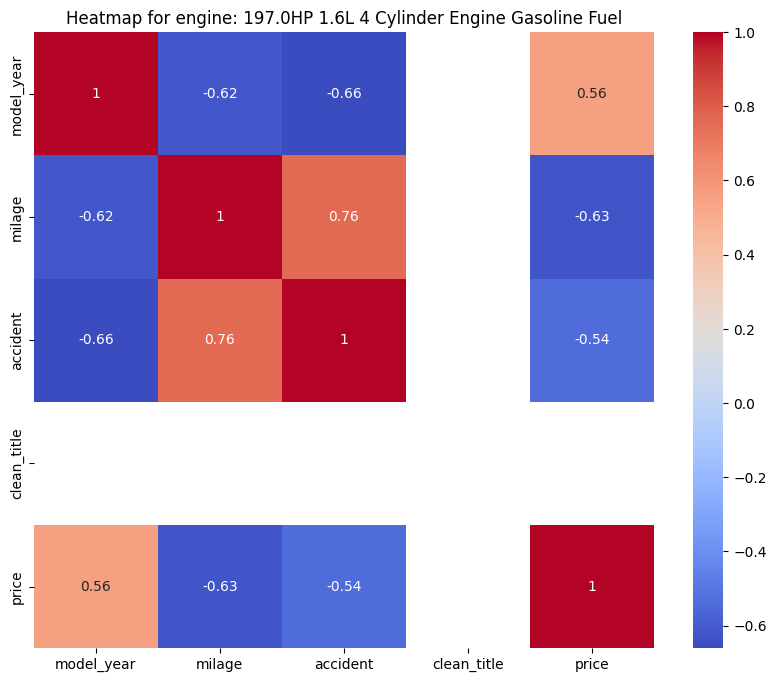 Heatmap for engine: 197.0HP 1.6L 4 Cylinder Engine Gasoline Fuel
model_year 1 -0.62 -0.66 0.56
milage -0.62 1 0.76 -0.63
accident -0.66 0.76 1 -0.54
clean_title
price 0.56 -0.63 -0.54 1
model_year milage accident clean_title price
1.0
0.8
0.6
0.4
0.2
0.0
−0.2
−0.4
−0.6